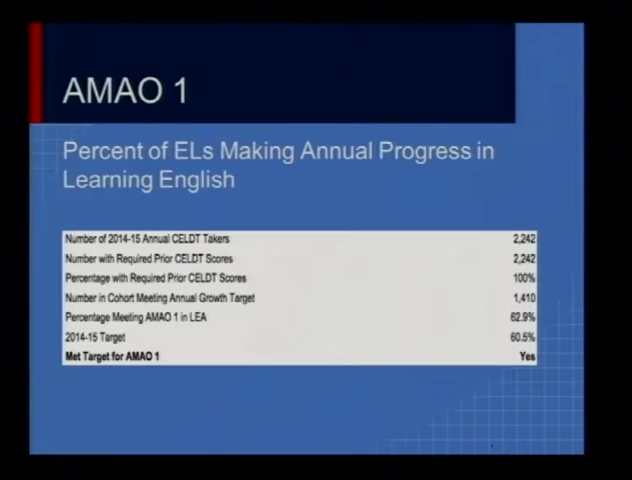 AMAO 1
Percent of ELs Making Annual Progress in
Learning English
Number of 2014-15 Annual CELDT Takers 2,242
Number with Required Prior CELDT Scores 2,242
Percentage with Required Prior CELDT Scores 100%
Number in Cohort Meeting Annual Growth Target 1,410
Percentage Meeting AMAO 1 in LEA 62.9%
2014-15 Target 60.5%
Met Target for AMAO 1 Yes